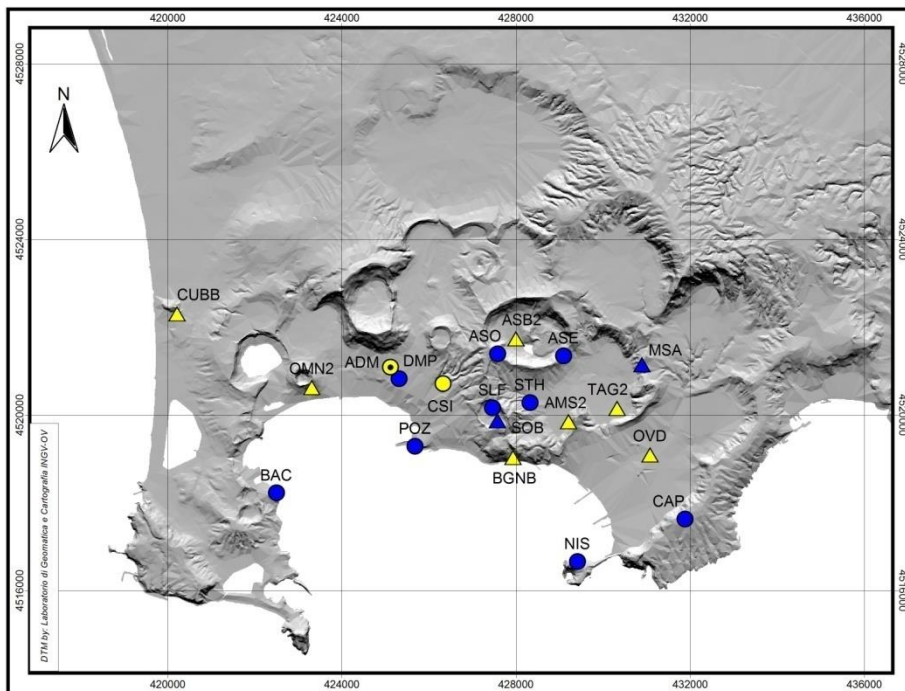 420000 424000 428000 432000 436000
4528000 4528000
N
4524000 4524000
CUBB
ASB2
ASO ASE
MSA
ADM DMP
OMN2
CSI
SLF STH
AMS2 TAG2
4520000 4520000
POZ
SOB
OVD
BGNB
BAC
CAP
NIS
4516000 4516000
DTM by: Laboratorio di Geomatica e Cartografia INGV-OV
420000 424000 428000 432000 436000